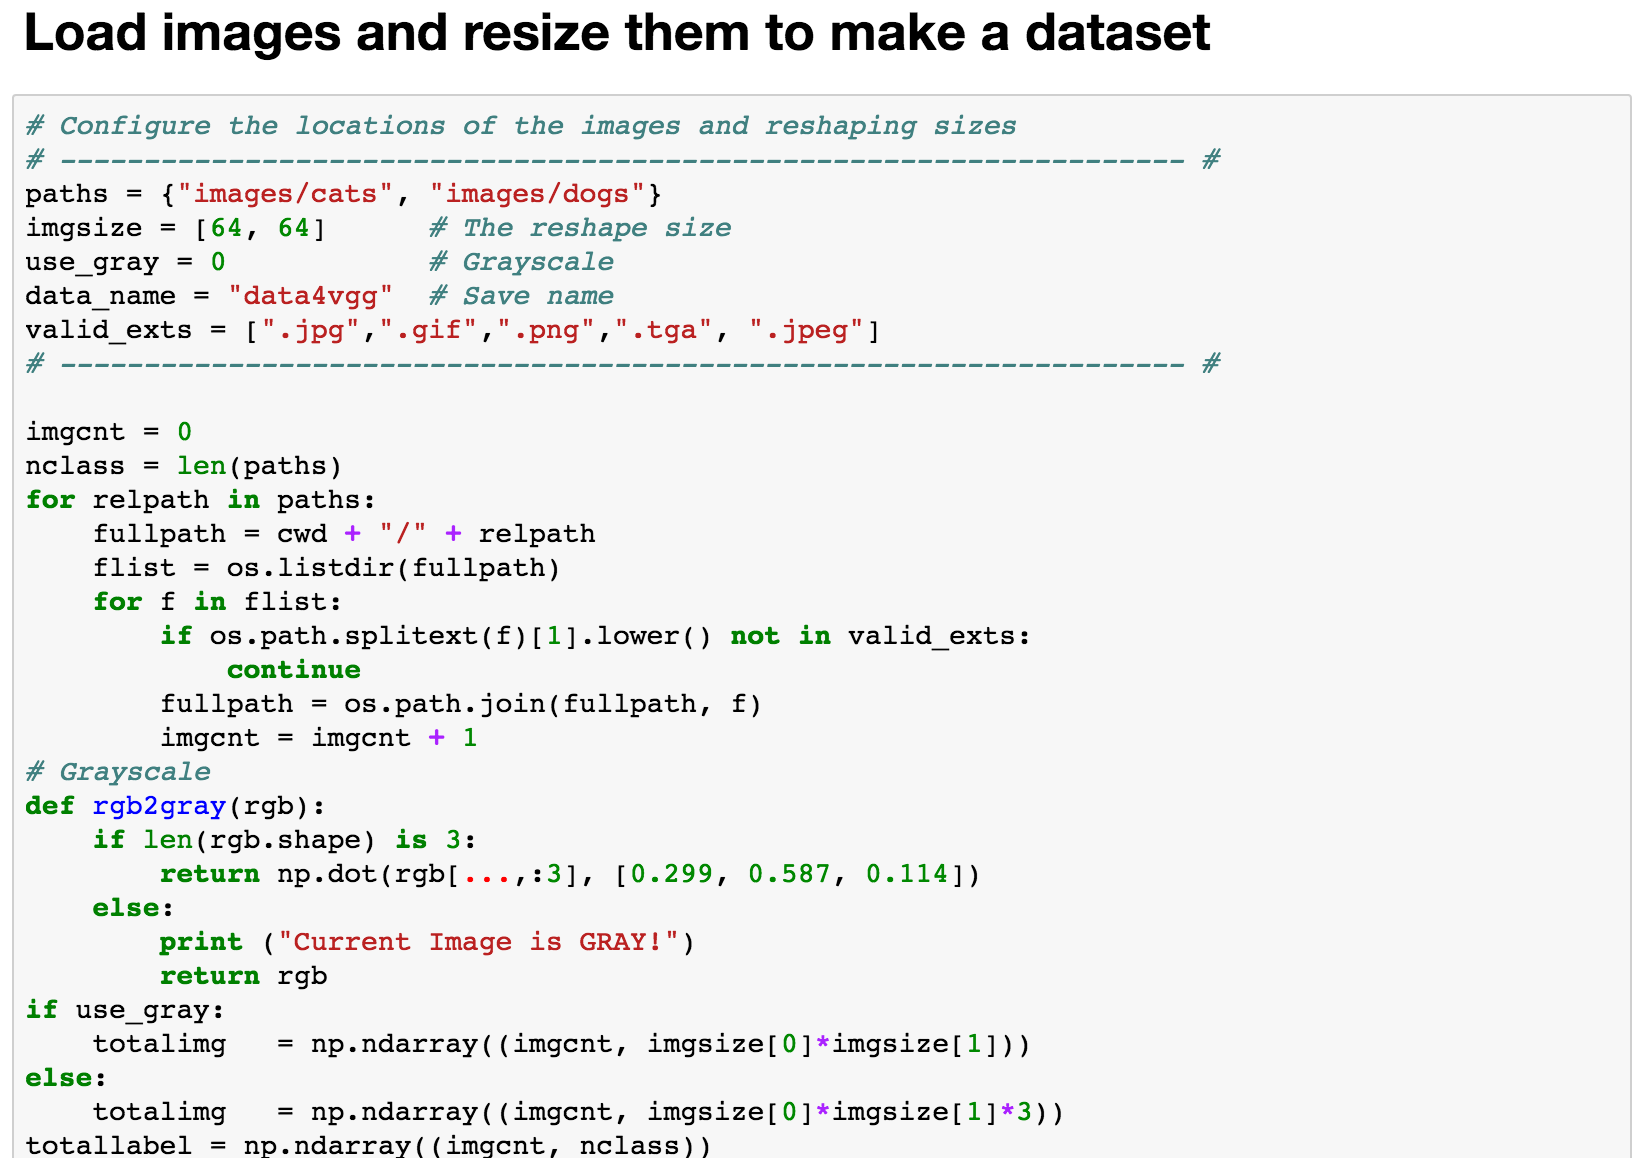 Load images and resize them to make a dataset
# Configure the locations of the images and reshaping sizes
# ------------------------------------------------------------------- #
paths = {"images/cats", "images/dogs"}
imgsize = [64, 64]      # The reshape size
use_gray = 0            # Grayscale
data_name = "data4vgg"  # Save name
valid_exts = [".jpg",".gif",".png",".tga", ".jpeg"]
# ------------------------------------------------------------------- #
imgcnt = 0
nclass = len(paths)
for relpath in paths:
    fullpath = cwd + "/" + relpath
    flist = os.listdir(fullpath)
    for f in flist:
        if os.path.splitext(f)[1].lower() not in valid_exts:
            continue
        fullpath = os.path.join(fullpath, f)
        imgcnt = imgcnt + 1
# Grayscale
def rgb2gray(rgb):
    if len(rgb.shape) is 3:
        return np.dot(rgb[...,:3], [0.299, 0.587, 0.114])
    else:
        print ("Current Image is GRAY!")
        return rgb
if use_gray:
    totalimg   = np.ndarray((imgcnt, imgsize[0]*imgsize[1]))
else:
    totalimg   = np.ndarray((imgcnt, imgsize[0]*imgsize[1]*3))
totallabel = np.ndarray((imgcnt, nclass))